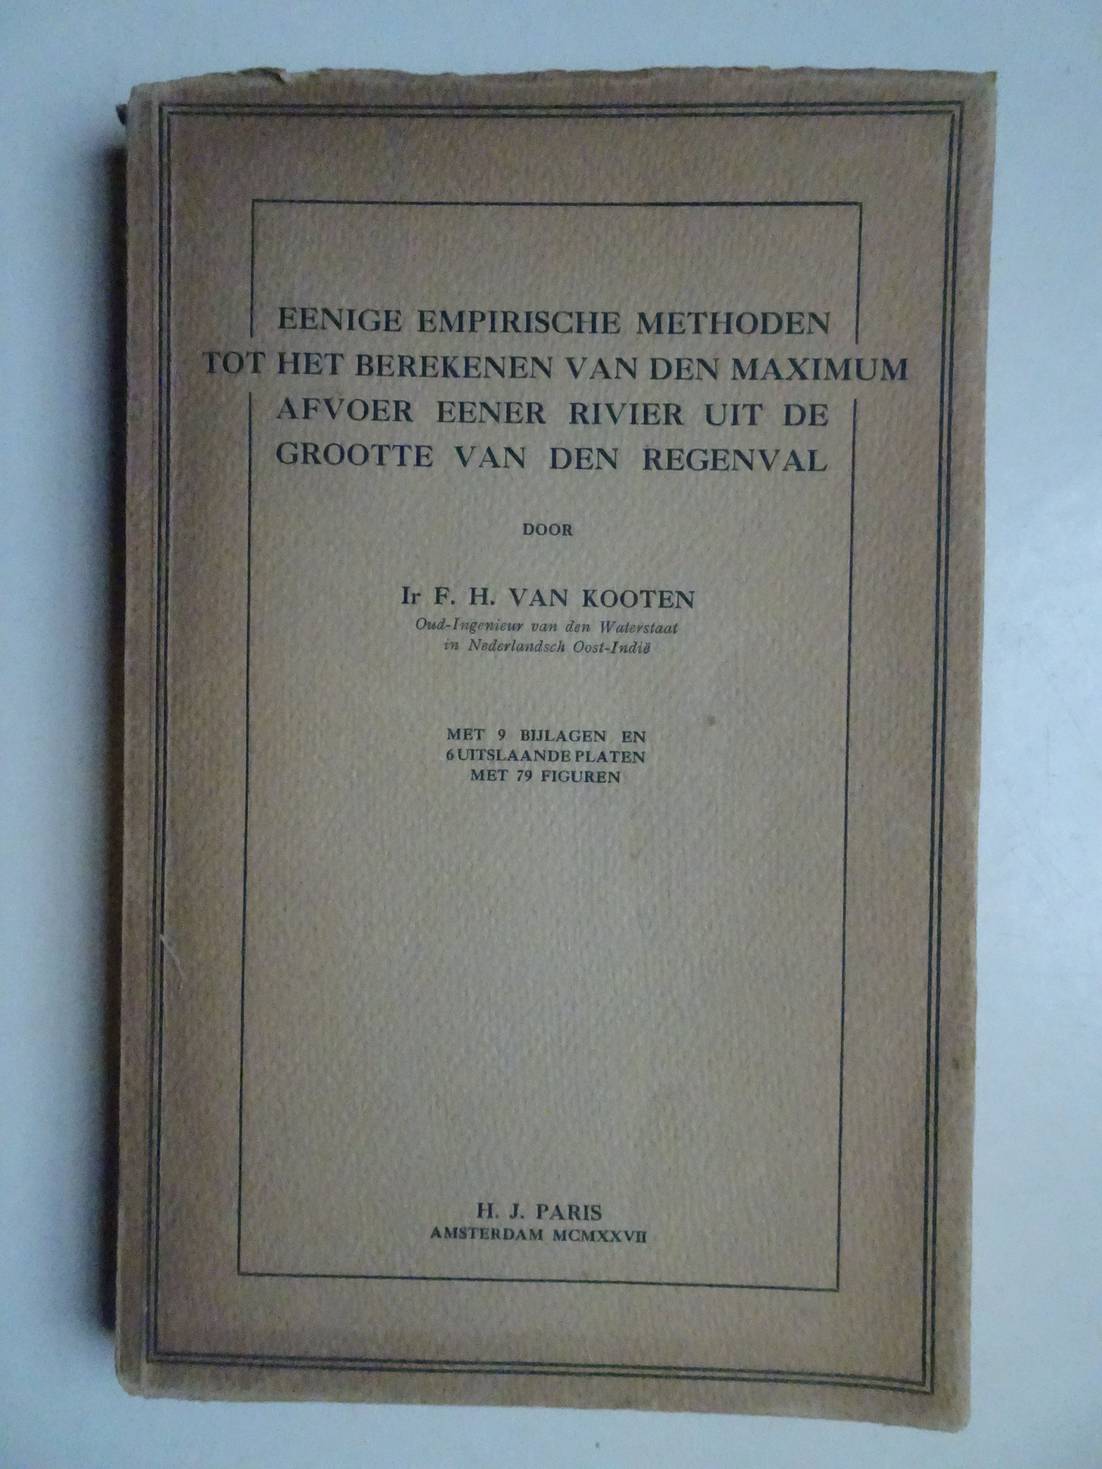 EENIGE EMPIRISCHE METHODEN
TOT HET BEREKENEN VAN DEN MAXIMUM
AFVOER EENER RIVIER UIT DE
GROOTTE VAN DEN REGENVAL
DOOR
Ir F. H. VAN KOOTEN
Oud-Ingenieur van den Waterstaat
in Nederlandsch Oost-Indië
MET 9 BIJLAGEN EN
6 UITSLAANDE PLATEN
MET 79 FIGUREN
H. J. PARIS
AMSTERDAM MCMXXVII